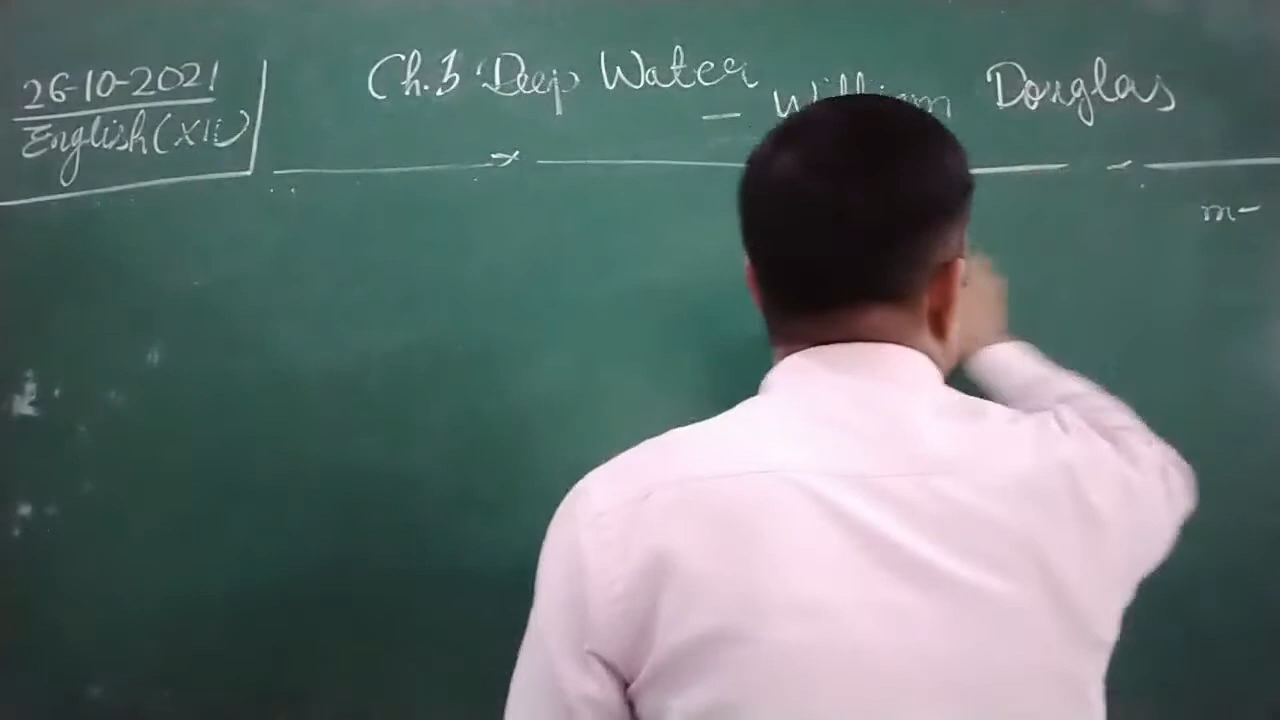 26-10-2021
English (XII)
Ch.3 'Deep Water
- William Douglas
m-